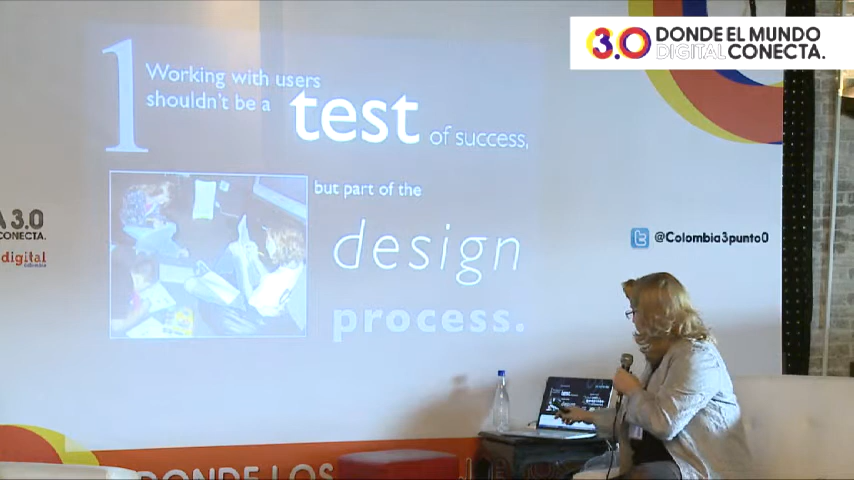 3.0 DONDE EL MUNDO
DIGITAL CONECTA.
1 Working with users
shouldn't be a test of success,
but part of the
design
process.
A 3.0
CONECTA.
digital
@Colombia3punto0
DONDE LOS